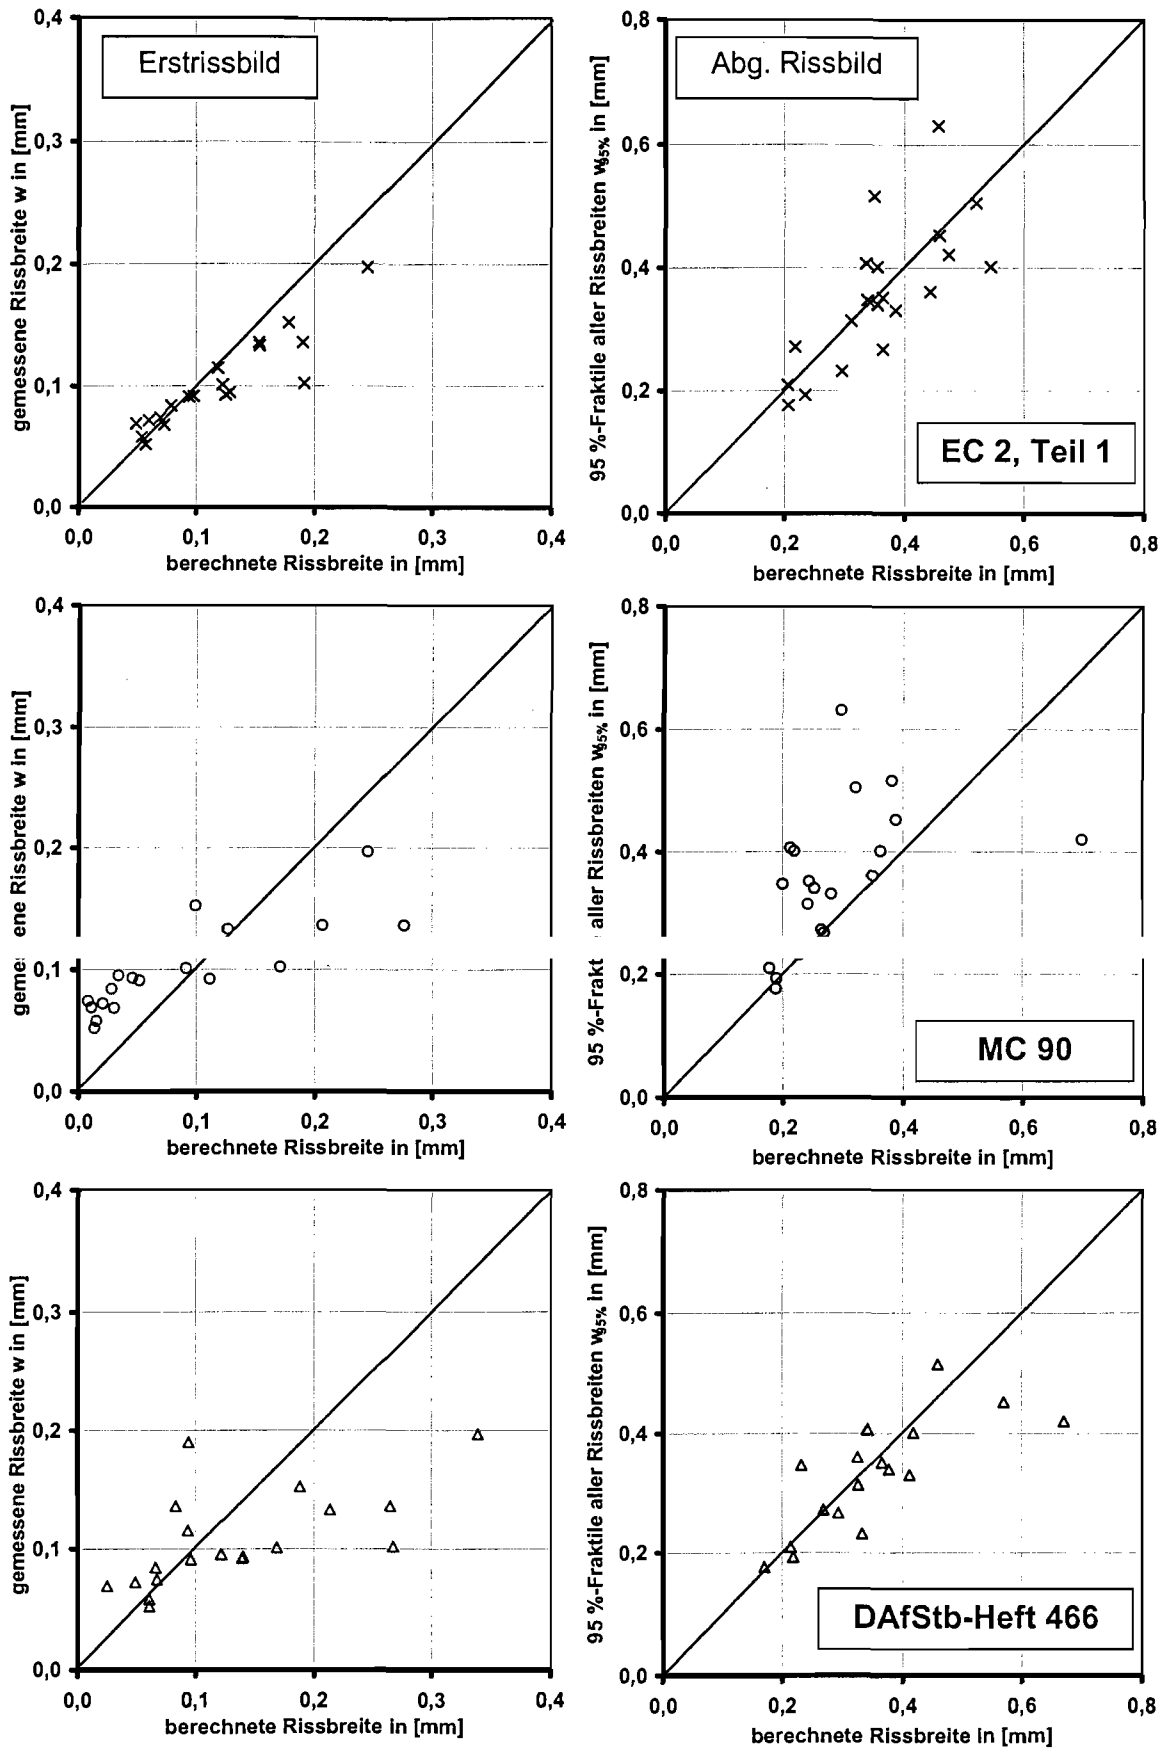 Erstrissbild
gemessene Rissbreite w in [mm]
0,4
0,3
0,2
0,1
0,0
0,0 0,1 0,2 0,3 0,4
berechnete Rissbreite in [mm]
Abg. Rissbild
95 %-Fraktile aller Rissbreiten w95% in [mm]
0,8
0,6
0,4
0,2
0,0
EC 2, Teil 1
0,0 0,2 0,4 0,6 0,8
berechnete Rissbreite in [mm]
ene Rissbreite w in [mm]
geme
0,4
0,3
0,2
0,1
0,0
0,0 0,1 0,2 0,3 0,4
berechnete Rissbreite in [mm]
aller Rissbreiten w95% in [mm]
95 %-Frakt
0,8
0,6
0,4
0,2
0,0
MC 90
0,0 0,2 0,4 0,6 0,8
berechnete Rissbreite in [mm]
gemessene Rissbreite w in [mm]
0,4
0,3
0,2
0,1
0,0
0,0 0,1 0,2 0,3 0,4
berechnete Rissbreite in [mm]
95 %-Fraktile aller Rissbreiten w95% in [mm]
0,8
0,6
0,4
0,2
0,0
DAfStb-Heft 466
0,0 0,2 0,4 0,6 0,8
berechnete Rissbreite in [mm]